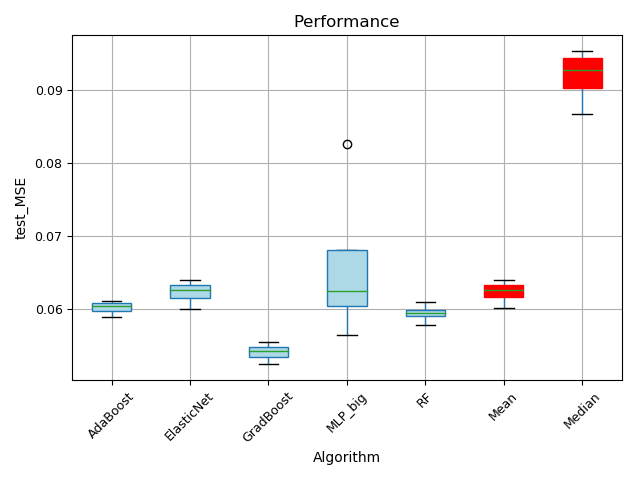 Performance
test_MSE
0.09
0.08
0.07
0.06
AdaBoost
ElasticNet
GradBoost
MLP_big
RF
Mean
Median
Algorithm